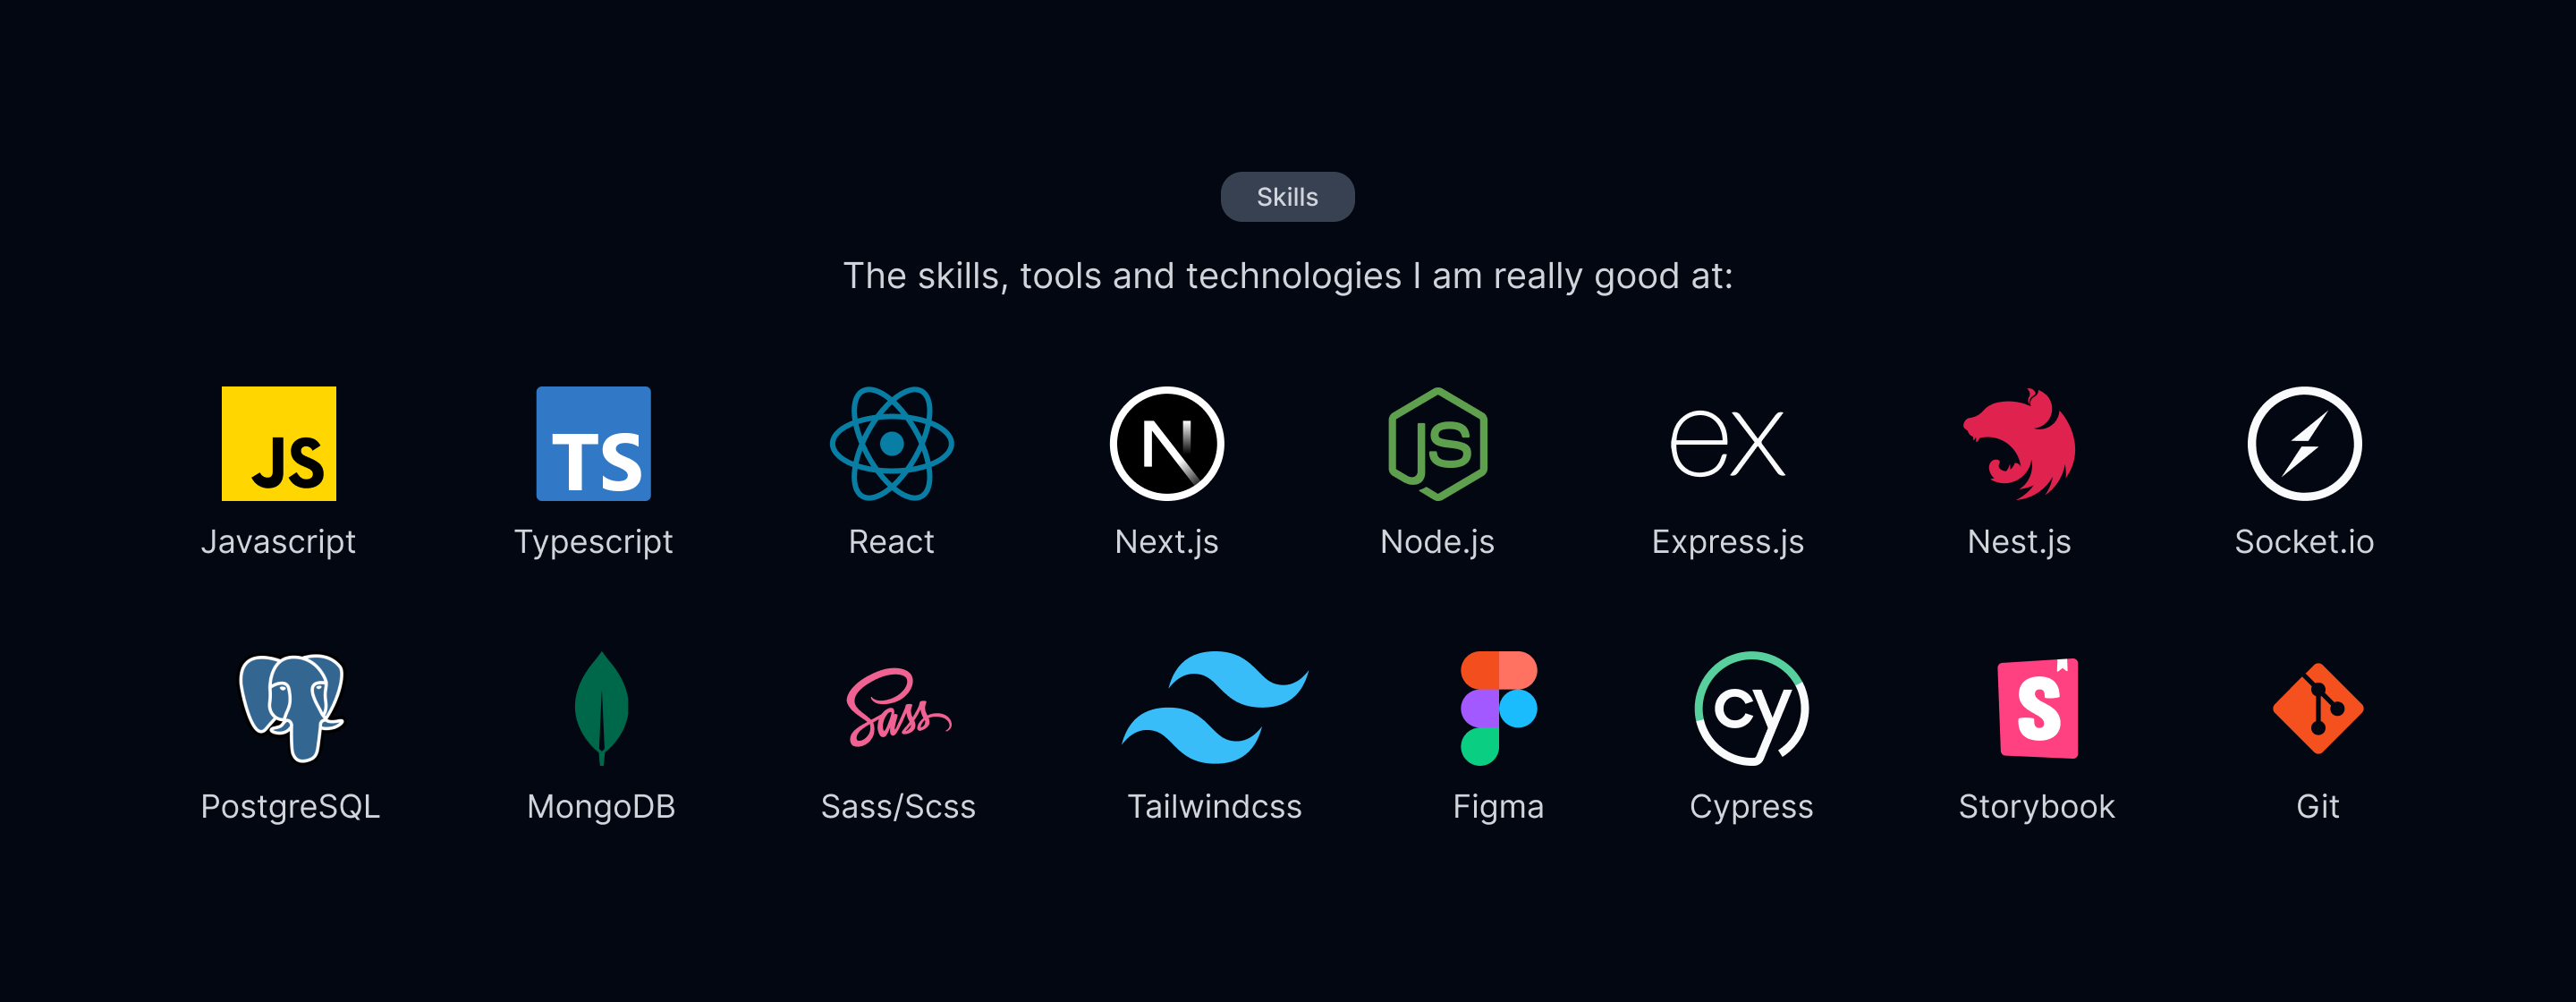 Skills
The skills, tools and technologies I am really good at:
JS TS N JS ex
Javascript Typescript React Next.js Node.js Express.js Nest.js Socket.io
Sass cy S
PostgreSQL MongoDB Sass/Scss Tailwindcss Figma Cypress Storybook Git